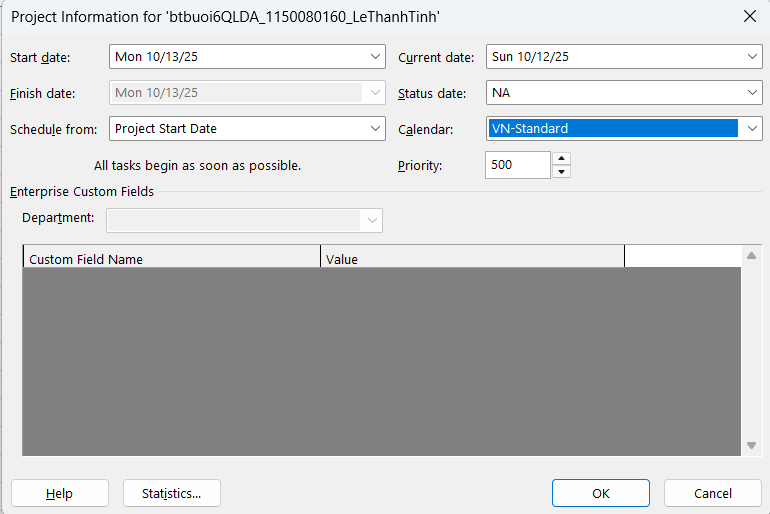 Project Information for 'btbuoi6QLDA_1150080160_LeThanhTinh'
Start date: Mon 10/13/25 Current date: Sun 10/12/25
Finish date: Mon 10/13/25 Status date: NA
Schedule from: Project Start Date Calendar: VN-Standard
All tasks begin as soon as possible. Priority: 500
Enterprise Custom Fields
Department:
Custom Field Name Value
Help Statistics... OK Cancel